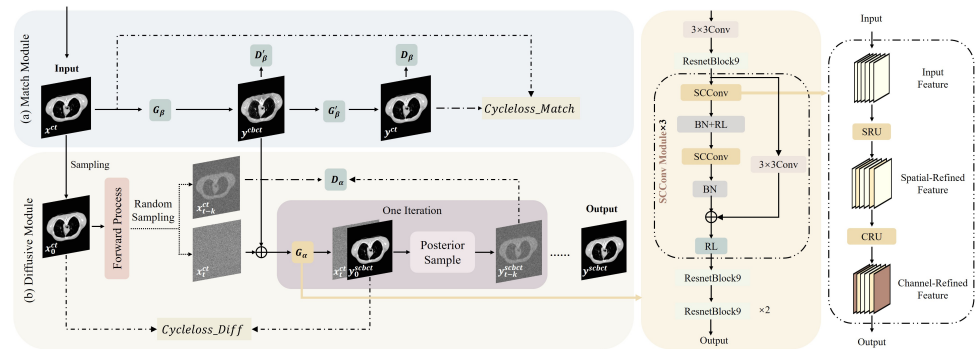 (a) Match Module
Input
x^{ct}
G_β
D'_β
y^{cbct}
G'_β
D_β
y^{ct}
Cycleloss_Match
Sampling
(b) Diffusive Module
x_0^{ct}
Forward Process
Random
Sampling
x_{t-k}^{ct}
x_t^{ct}
D_α
One Iteration
G_α
x_t^{ct}
y_0^{scbct}
Posterior
Sample
y_{t-k}^{scbct}
......
Output
y^{scbct}
Cycleloss_Diff
3×3Conv
ResnetBlock9
SCConv Module×3
SCConv
BN+RL
SCConv
3×3Conv
BN
RL
ResnetBlock9
ResnetBlock9
×2
Output
Input
Input
Feature
SRU
Spatial-Refined
Feature
CRU
Channel-Refined
Feature
Output